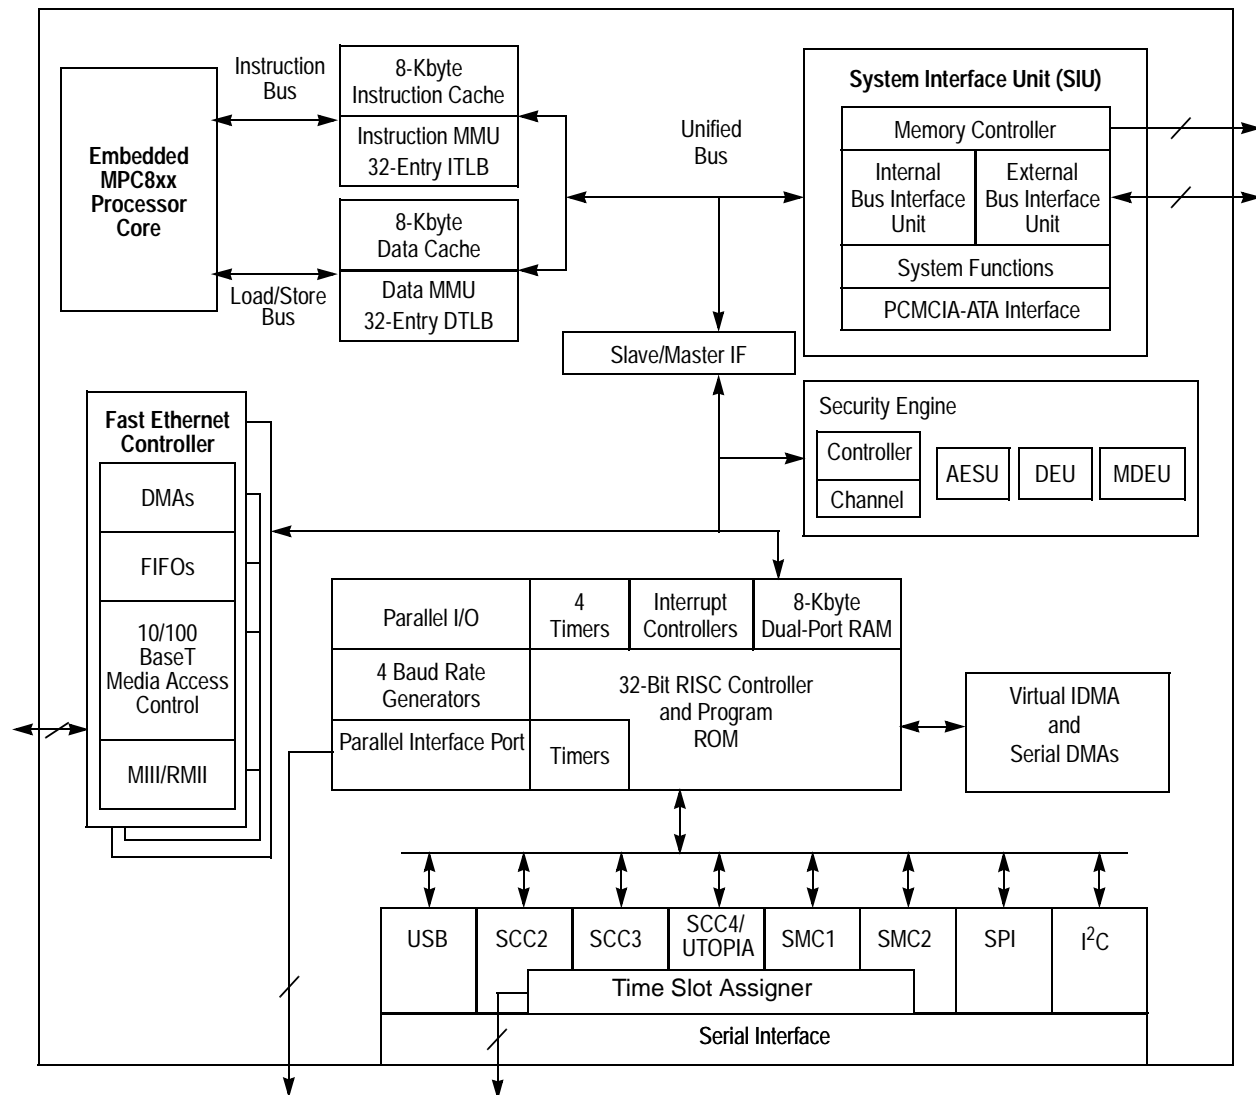 Instruction
Bus
8-Kbyte
Instruction Cache
Instruction MMU
32-Entry ITLB
Embedded
MPC8xx
Processor
Core
8-Kbyte
Data Cache
Load/Store
Bus
Data MMU
32-Entry DTLB
Unified
Bus
System Interface Unit (SIU)
Memory Controller
Internal
Bus Interface
Unit
External
Bus Interface
Unit
System Functions
PCMCIA-ATA Interface
Slave/Master IF
Security Engine
Controller
Channel
AESU
DEU
MDEU
Fast Ethernet
Controller
DMAs
FIFOs
10/100
BaseT
Media Access
Control
MIII/RMII
Parallel I/O
4
Timers
Interrupt
Controllers
8-Kbyte
Dual-Port RAM
4 Baud Rate
Generators
32-Bit RISC Controller
and Program
ROM
Parallel Interface Port
Timers
Virtual IDMA
and
Serial DMAs
USB
SCC2
SCC3
SCC4/
UTOPIA
SMC1
SMC2
SPI
I²C
Time Slot Assigner
Serial Interface